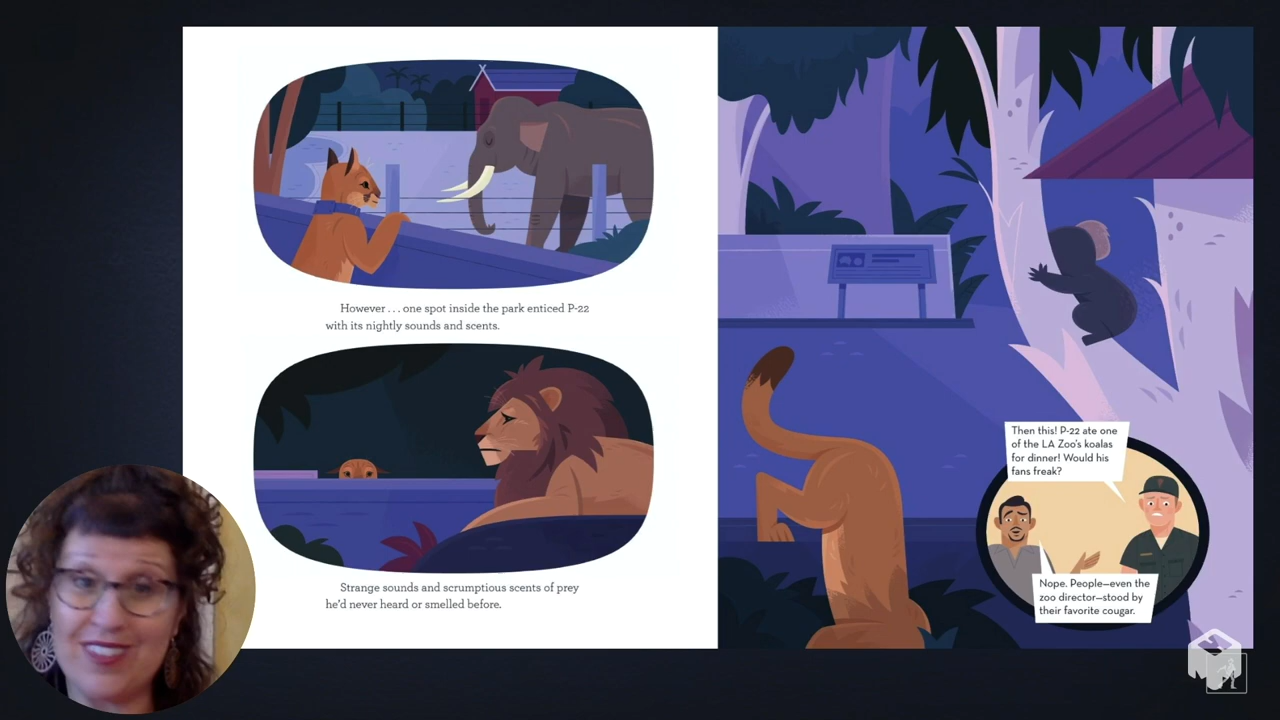 However . . . one spot inside the park enticed P-22
with its nightly sounds and scents.
Strange sounds and scrumptious scents of prey
he’d never heard or smelled before.
Then this! P-22 ate one
of the LA Zoo’s koalas
for dinner! Would his
fans freak?
Nope. People—even the
zoo director—stood by
their favorite cougar.